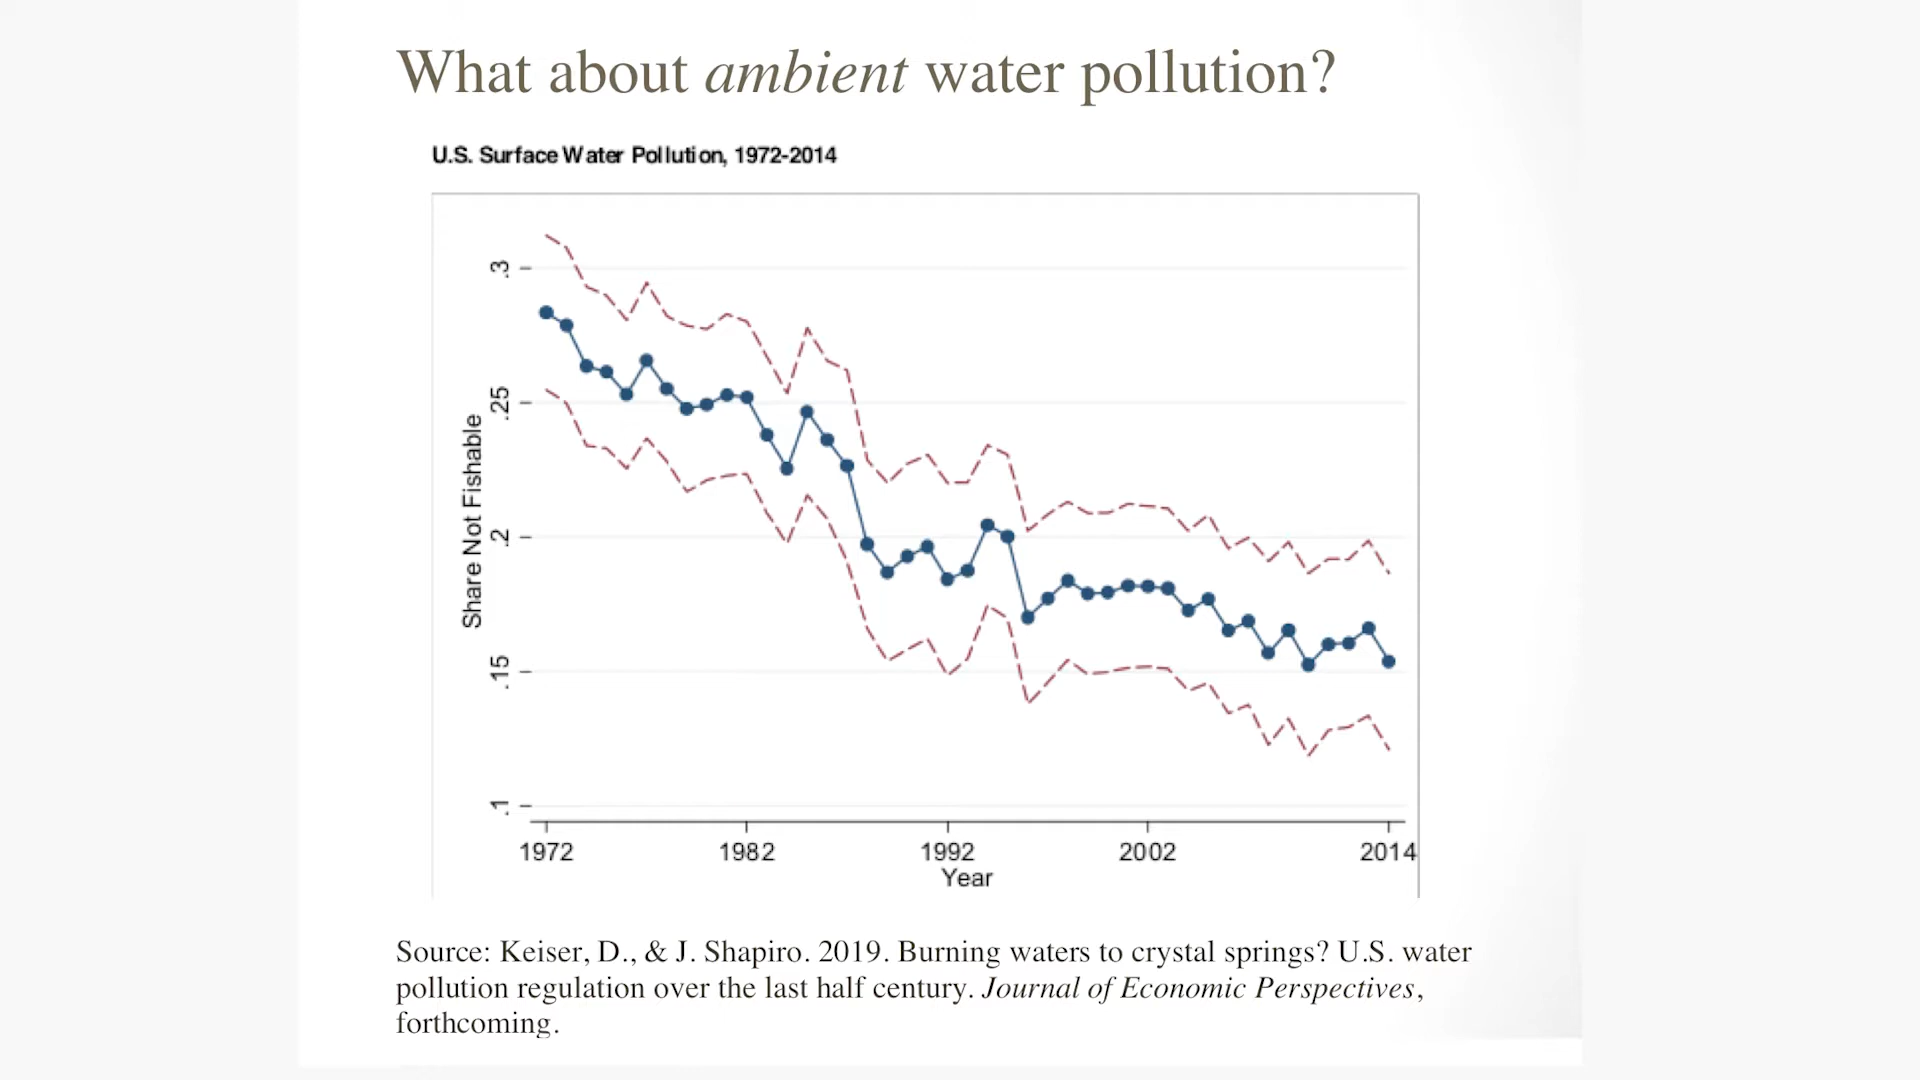 What about ambient water pollution?
U.S. Surface Water Pollution, 1972-2014
.3
.25
.2
.15
.1
Share Not Fishable
1972 1982 1992 2002 2014
Year
Source: Keiser, D., & J. Shapiro. 2019. Burning waters to crystal springs? U.S. water
pollution regulation over the last half century. Journal of Economic Perspectives,
forthcoming.